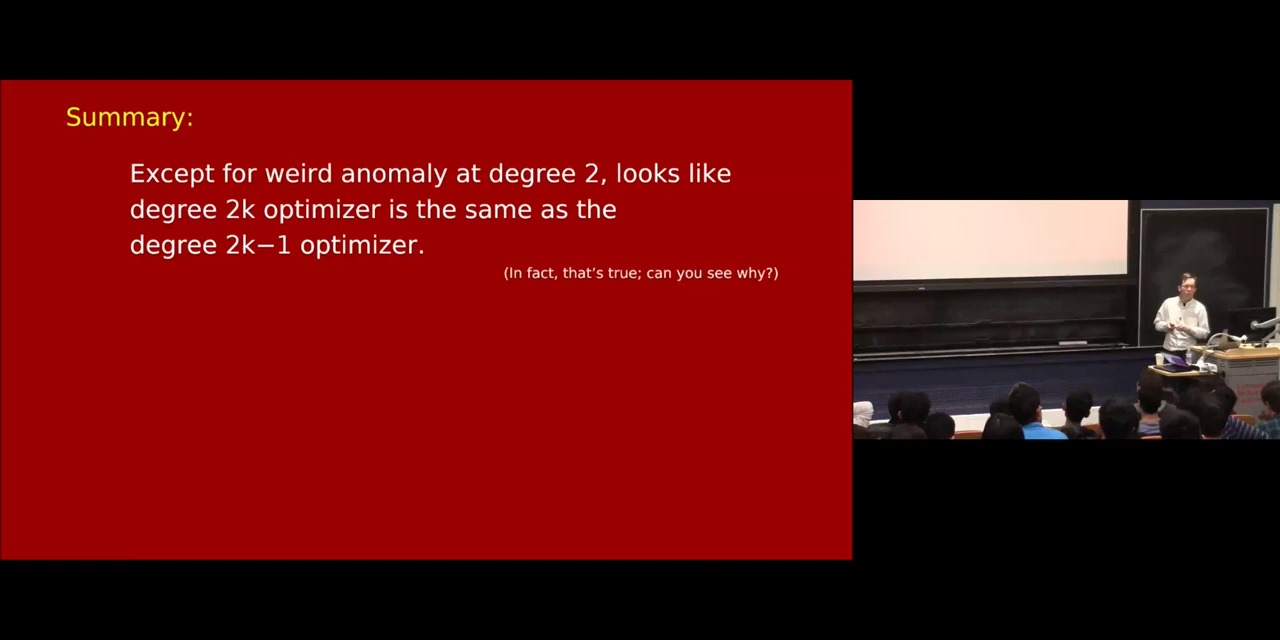 Summary:
Except for weird anomaly at degree 2, looks like
degree 2k optimizer is the same as the
degree 2k−1 optimizer.
(In fact, that’s true; can you see why?)